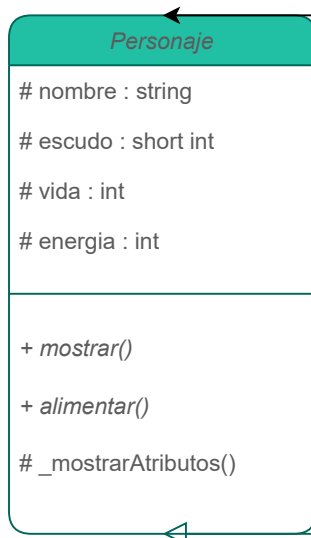 Personaje
# nombre : string
# escudo : short int
# vida : int
# energia : int
+ mostrar()
+ alimentar()
# _mostrarAtributos()